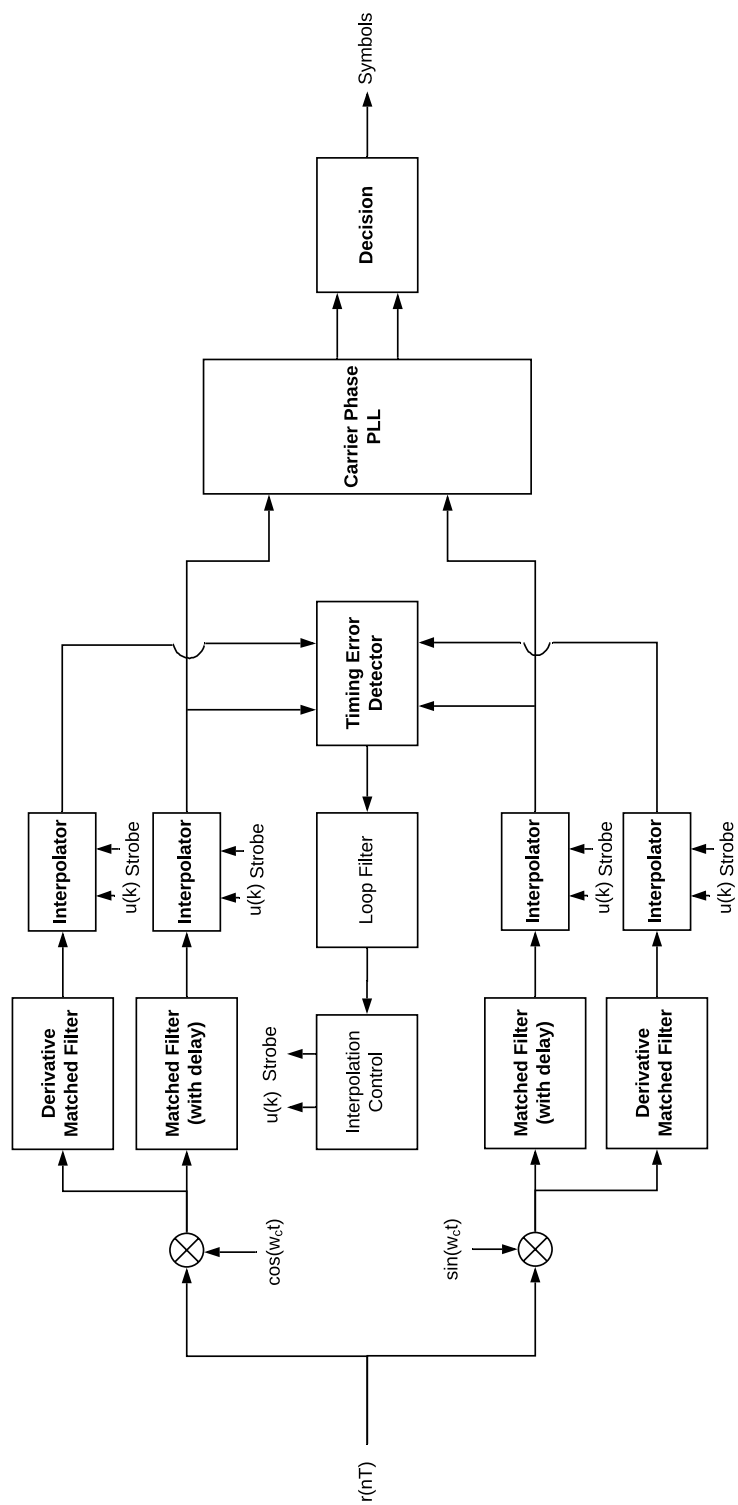 r(nT)
cos(wct)
sin(wct)
Derivative
Matched Filter
Matched Filter
(with delay)
Interpolation
Control
u(k) Strobe
Matched Filter
(with delay)
Derivative
Matched Filter
Interpolator
u(k) Strobe
Interpolator
u(k) Strobe
Loop Filter
Interpolator
u(k) Strobe
Interpolator
u(k) Strobe
Timing Error
Detector
Carrier Phase
PLL
Decision
Symbols